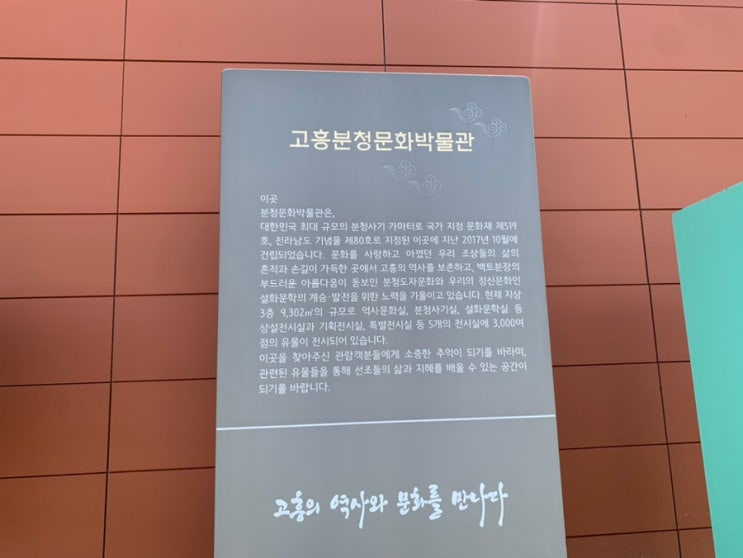 고흥분청문화박물관
이곳
분청문화박물관은,
대한민국 최대 규모의 분청사기 가마터로 국가 지정 문화재 제519
호, 전라남도 기념물 제80호로 지정된 이곳에 지난 2017년 10월에
건립되었습니다. 문화를 사랑하고 아꼈던 우리 조상들의 삶의
흔적과 손길이 가득한 곳에서 고흥의 역사를 보존하고, 백토분장의
부드러운 아름다움이 돋보인 분청도자문화와 우리의 정신문화인
설화문학의 계승·발전을 위한 노력을 기울이고 있습니다. 현재 지상
3층 9,302㎡의 규모로 역사문화실, 분청사기실, 설화문학실 등
상설전시실과 기획전시실, 특별전시실 등 5개의 전시실에 3,000여
점의 유물이 전시되어 있습니다.
이곳을 찾아주신 관람객분들에게 소중한 추억이 되기를 바라며,
관련된 유물들을 통해 선조들의 삶과 지혜를 배울 수 있는 공간이
되기를 바랍니다.
고흥의 역사와 문화를 만나다